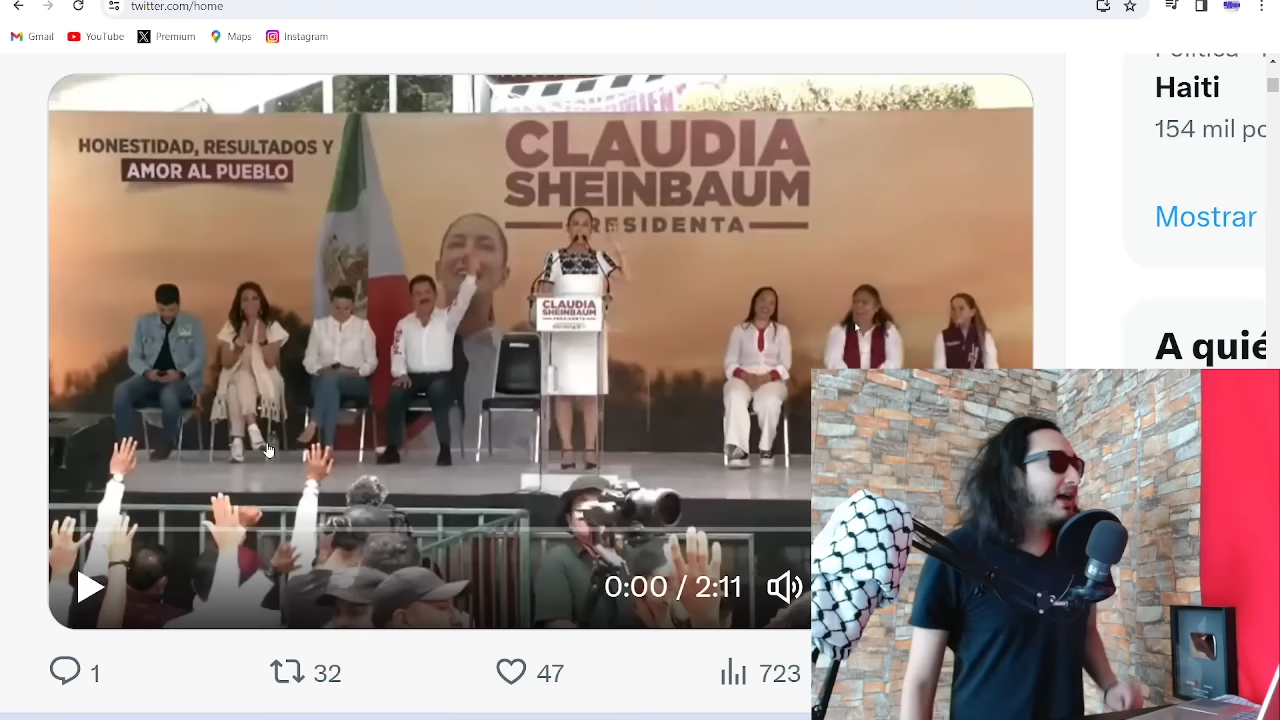 twitter.com/home
Gmail
YouTube
Premium
Maps
Instagram
HONESTIDAD, RESULTADOS Y
AMOR AL PUEBLO
CLAUDIA
SHEINBAUM
PRESIDENTA
CLAUDIA
SHEINBAUM
PRESIDENTA
0:00 / 2:11
1
32
47
723
Haiti
154 mil po
Mostrar
A quié